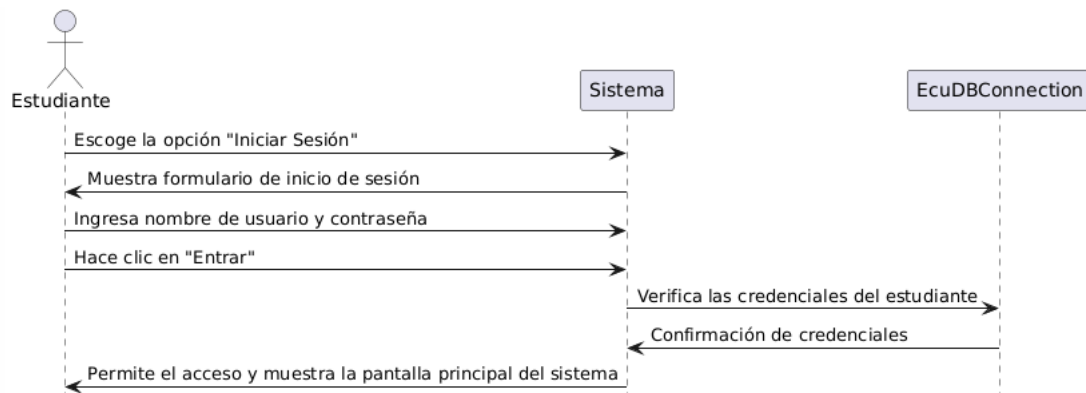 Estudiante
Sistema
EcuDBConnection
Escoge la opción "Iniciar Sesión"
Muestra formulario de inicio de sesión
Ingresa nombre de usuario y contraseña
Hace clic en "Entrar"
Verifica las credenciales del estudiante
Confirmación de credenciales
Permite el acceso y muestra la pantalla principal del sistema